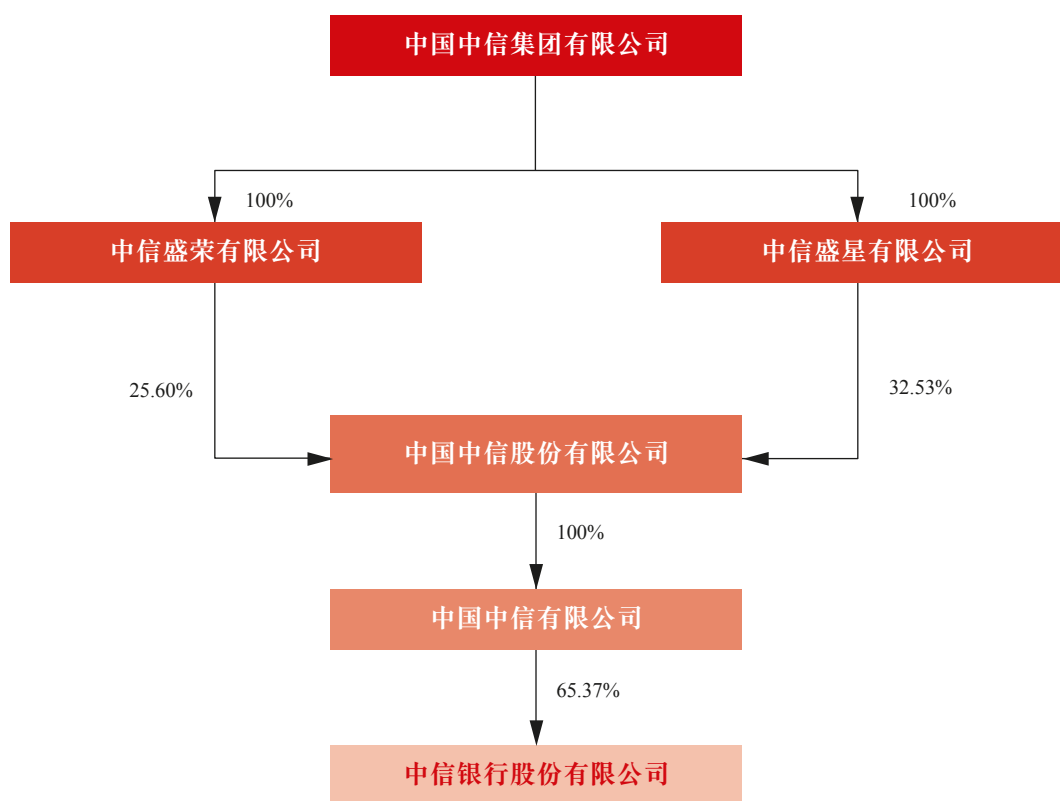 中国中信集团有限公司
100%
100%
中信盛荣有限公司
中信盛星有限公司
25.60%
32.53%
中国中信股份有限公司
100%
中国中信有限公司
65.37%
中信银行股份有限公司